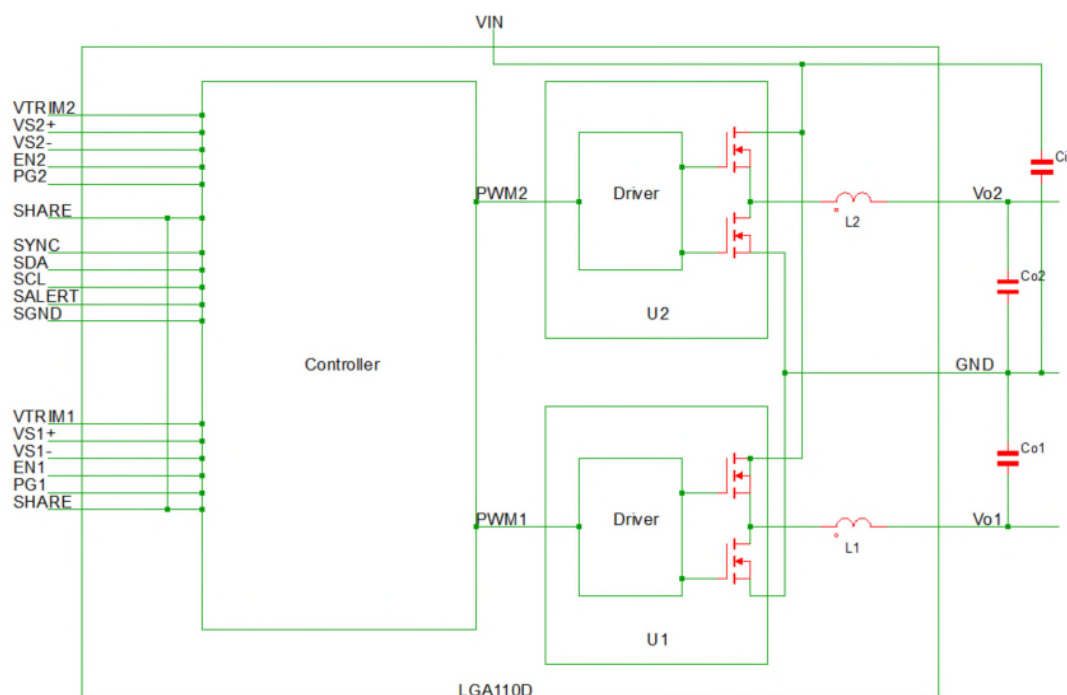 VIN
VTRIM2
VS2+
VS2-
EN2
PG2
SHARE
SYNC
SDA
SCL
SALERT
SGND
Controller
PWM2
Driver
U2
L2
Vo2
Ci
Co2
GND
VTRIM1
VS1+
VS1-
EN1
PG1
SHARE
PWM1
Driver
U1
L1
Vo1
Co1
LGA110D